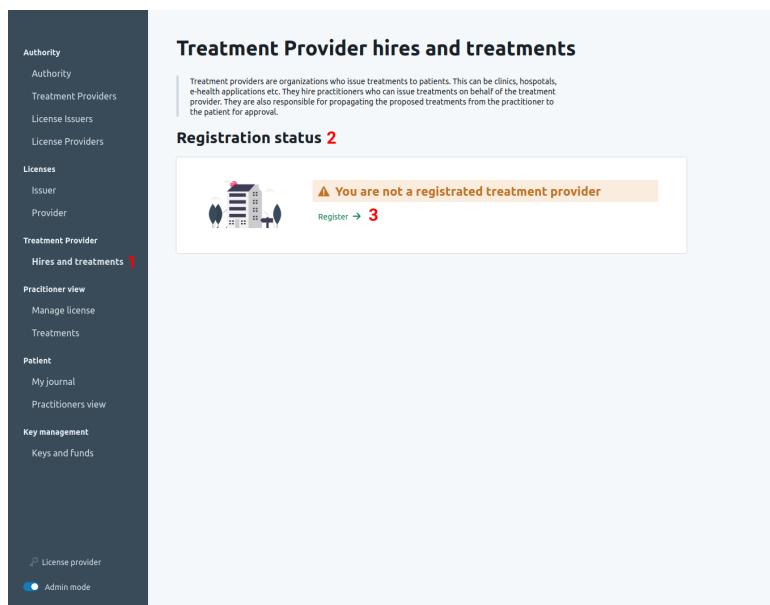 Authority
Authority
Treatment Providers
License Issuers
License Providers
Licenses
Issuer
Provider
Treatment Provider
Hires and treatments 1
Pracitioner view
Manage license
Treatments
Patient
My journal
Practitioners view
Key management
Keys and funds
License provider
Admin mode
Treatment Provider hires and treatments
Treatment providers are organizations who issue treatments to patients. This can be clinics, hospotals,
e-health applications etc. They hire practitioners who can issue treatments on behalf of the treatment
provider. They are also responsible for propagating the proposed treatments from the practitioner to
the patient for approval.
Registration status 2
You are not a registrated treatment provider
Register → 3